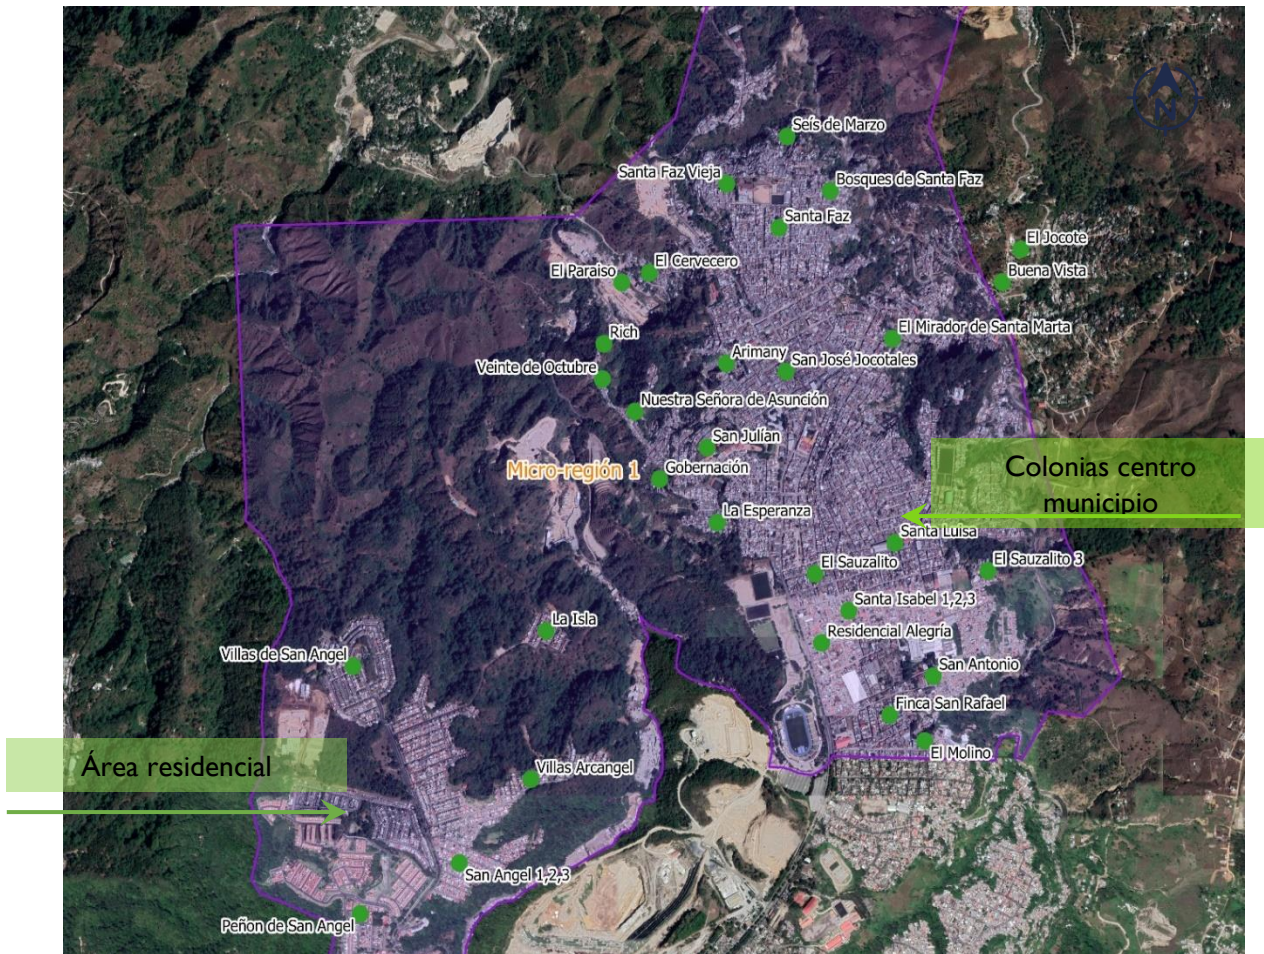 N
Seís de Marzo
Santa Faz Vieja
Bosques de Santa Faz
Santa Faz
El Jocote
El Cervecero
El Paraiso
Buena Vista
Rich
El Mirador de Santa Marta
Arimany
San José Jocotales
Veinte de Octubre
Nuestra Señora de Asunción
San Julían
Micro-región 1
Gobernación
Colonias centro
municipio
La Esperanza
Santa Luisa
El Sauzalito
El Sauzalito 3
Santa Isabel 1,2,3
La Isla
Residencial Alegría
Villas de San Angel
San Antonio
Finca San Rafael
El Molino
Área residencial
Villas Arcangel
San Angel 1,2,3
Peñon de San Angel